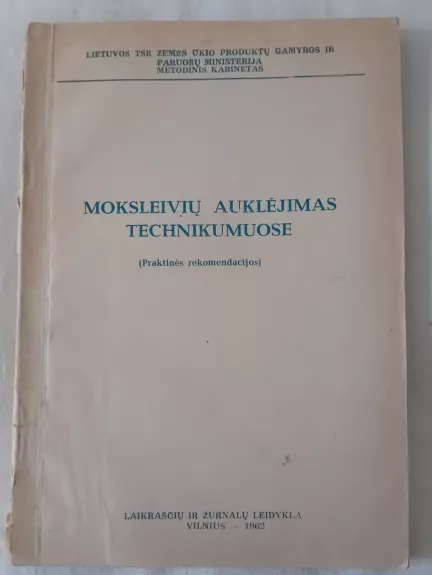 LIETUVOS TSR ŽEMĖS ŪKIO PRODUKTŲ GAMYBOS IR
PARUOŠŲ MINISTERIJA
METODINIS KABINETAS
MOKSLEIVIŲ AUKLĖJIMAS
TECHNIKUMUOSE
(Praktinės rekomendacijos)
LAIKRAŠČIŲ IR ŽURNALŲ LEIDYKLA
VILNIUS — 1962